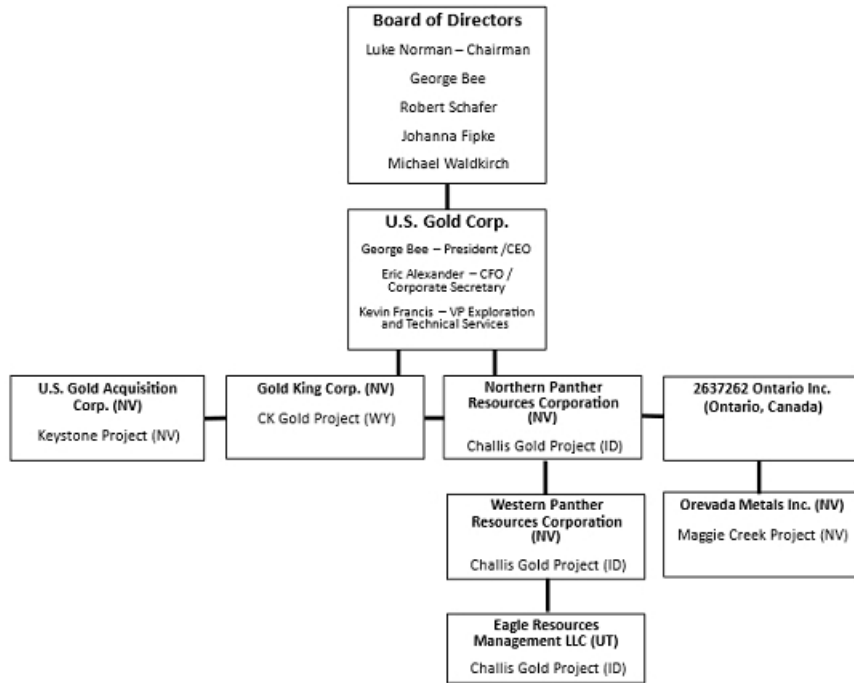 Board of Directors
Luke Norman – Chairman
George Bee
Robert Schafer
Johanna Fipke
Michael Waldkirch
U.S. Gold Corp.
George Bee – President /CEO
Eric Alexander – CFO /
Corporate Secretary
Kevin Francis – VP Exploration
and Technical Services
U.S. Gold Acquisition
Corp. (NV)
Keystone Project (NV)
Gold King Corp. (NV)
CK Gold Project (WY)
Northern Panther
Resources Corporation
(NV)
Challis Gold Project (ID)
2637262 Ontario Inc.
(Ontario, Canada)
Western Panther
Resources Corporation
(NV)
Challis Gold Project (ID)
Orevada Metals Inc. (NV)
Maggie Creek Project (NV)
Eagle Resources
Management LLC (UT)
Challis Gold Project (ID)